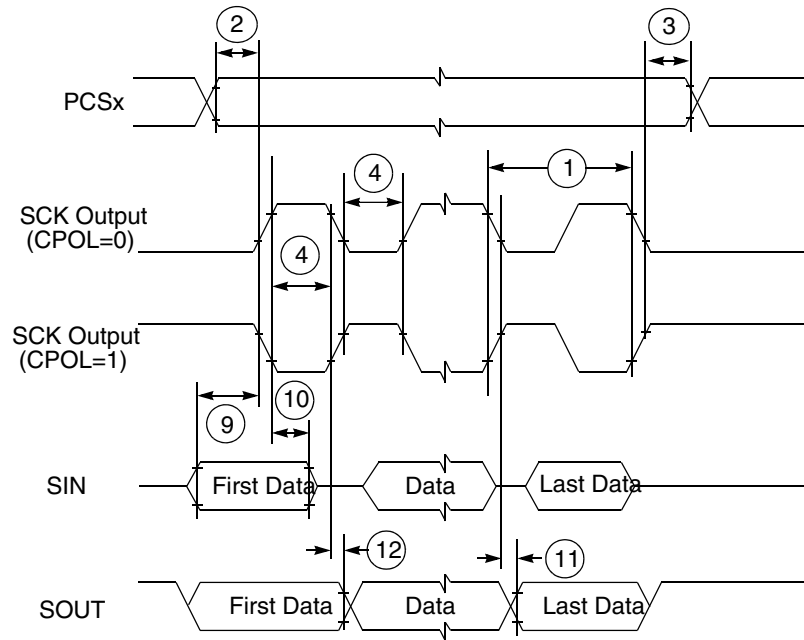 2
3
PCSx
4
1
SCK Output
(CPOL=0)
4
SCK Output
(CPOL=1)
9
10
SIN
First Data
Data
Last Data
12
11
SOUT
First Data
Data
Last Data